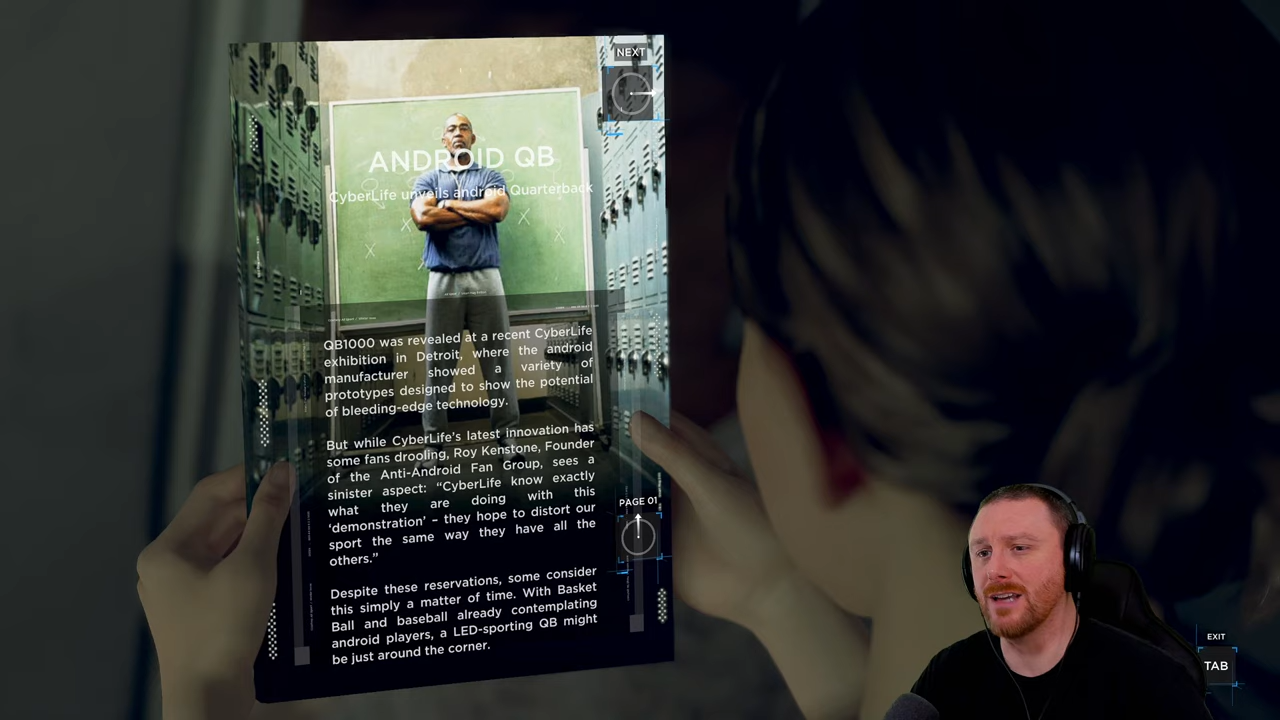 NEXT
ANDROID QB
CyberLife unveils android Quarterback
QB1000 was revealed at a recent CyberLife
exhibition in Detroit, where the android
manufacturer showed a variety of
prototypes designed to show the potential
of bleeding-edge technology.
But while CyberLife's latest innovation has
some fans drooling, Roy Kenstone, Founder
of the Anti-Android Fan Group, sees a
sinister aspect: “CyberLife know exactly
what they are doing with this
‘demonstration’ – they hope to distort our
sport the same way they have all the
others.”
PAGE 01
Despite these reservations, some consider
this simply a matter of time. With Basket
Ball and baseball already contemplating
android players, a LED-sporting QB might
be just around the corner.
EXIT
TAB